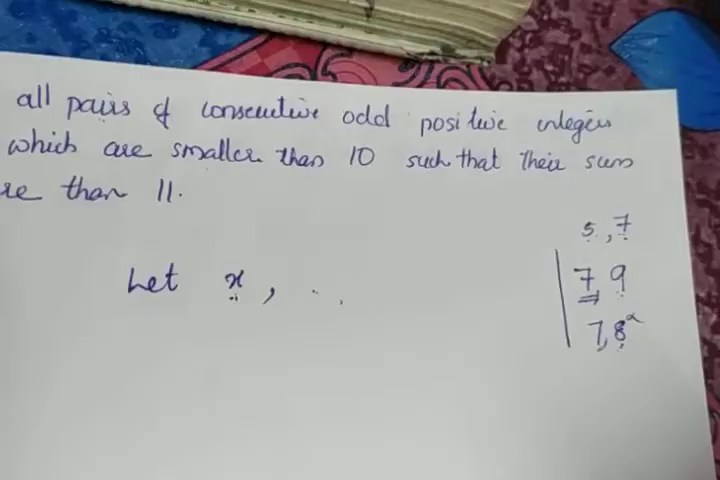 all pairs of consecutive odd positive integers
which are smaller than 10 such that their sum
re than 11.
5, 7
Let x,
7, 9
7, 8 x